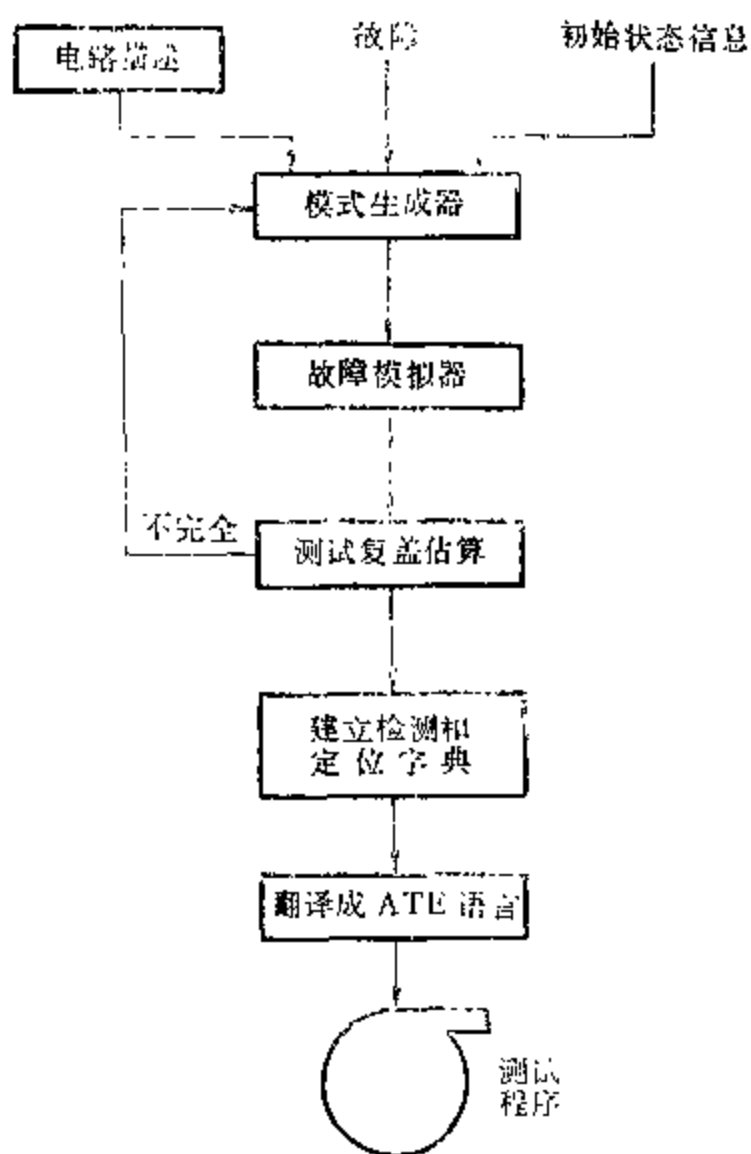 电路描述
故障
初始状态信息
模式生成器
故障模拟器
不完全
测试复盖估算
建立检测和
定位字典
翻译成 ATE 语言
测试
程序